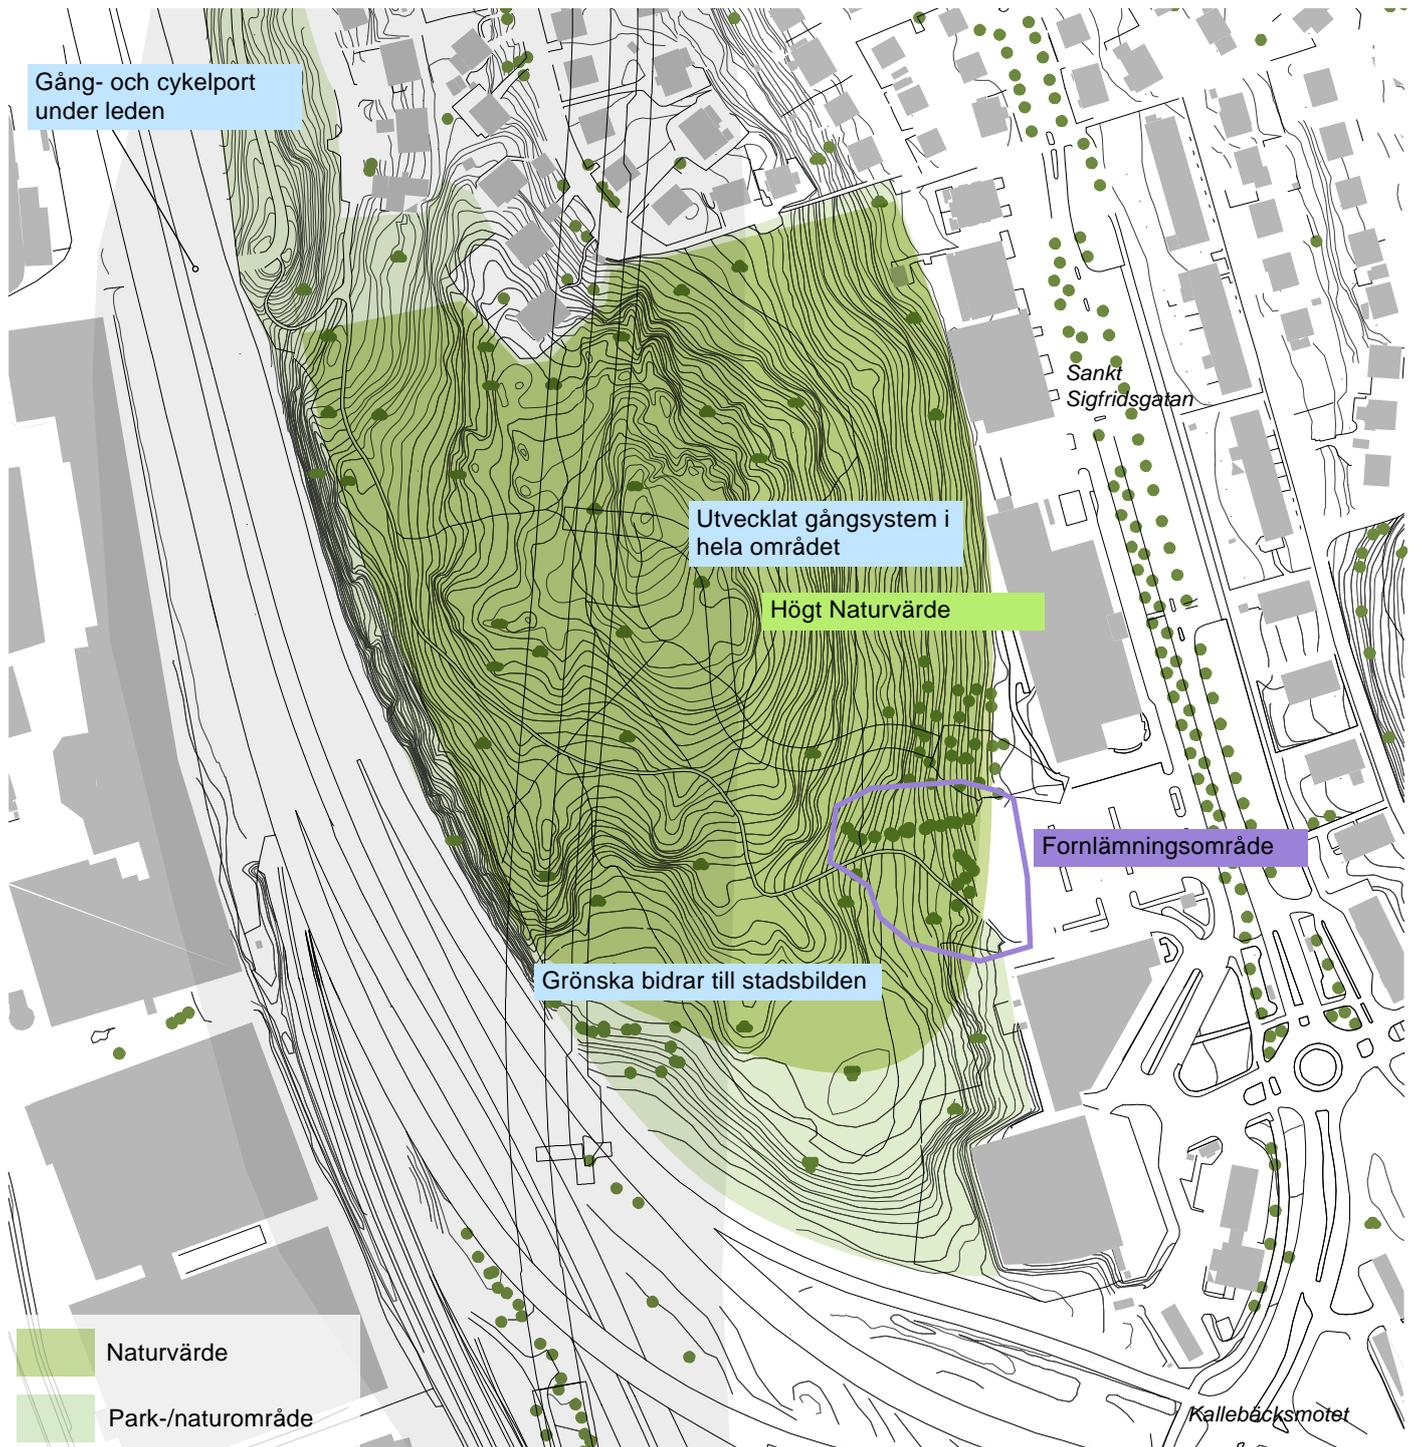 Gång- och cykelport
under leden
Sankt
Sigfridsgatan
Utvecklat gångsystem i
hela området
Högt Naturvärde
Fornlämningsområde
Grönska bidrar till stadsbilden
Naturvärde
Park-/naturområde
Kallebäcksmotet